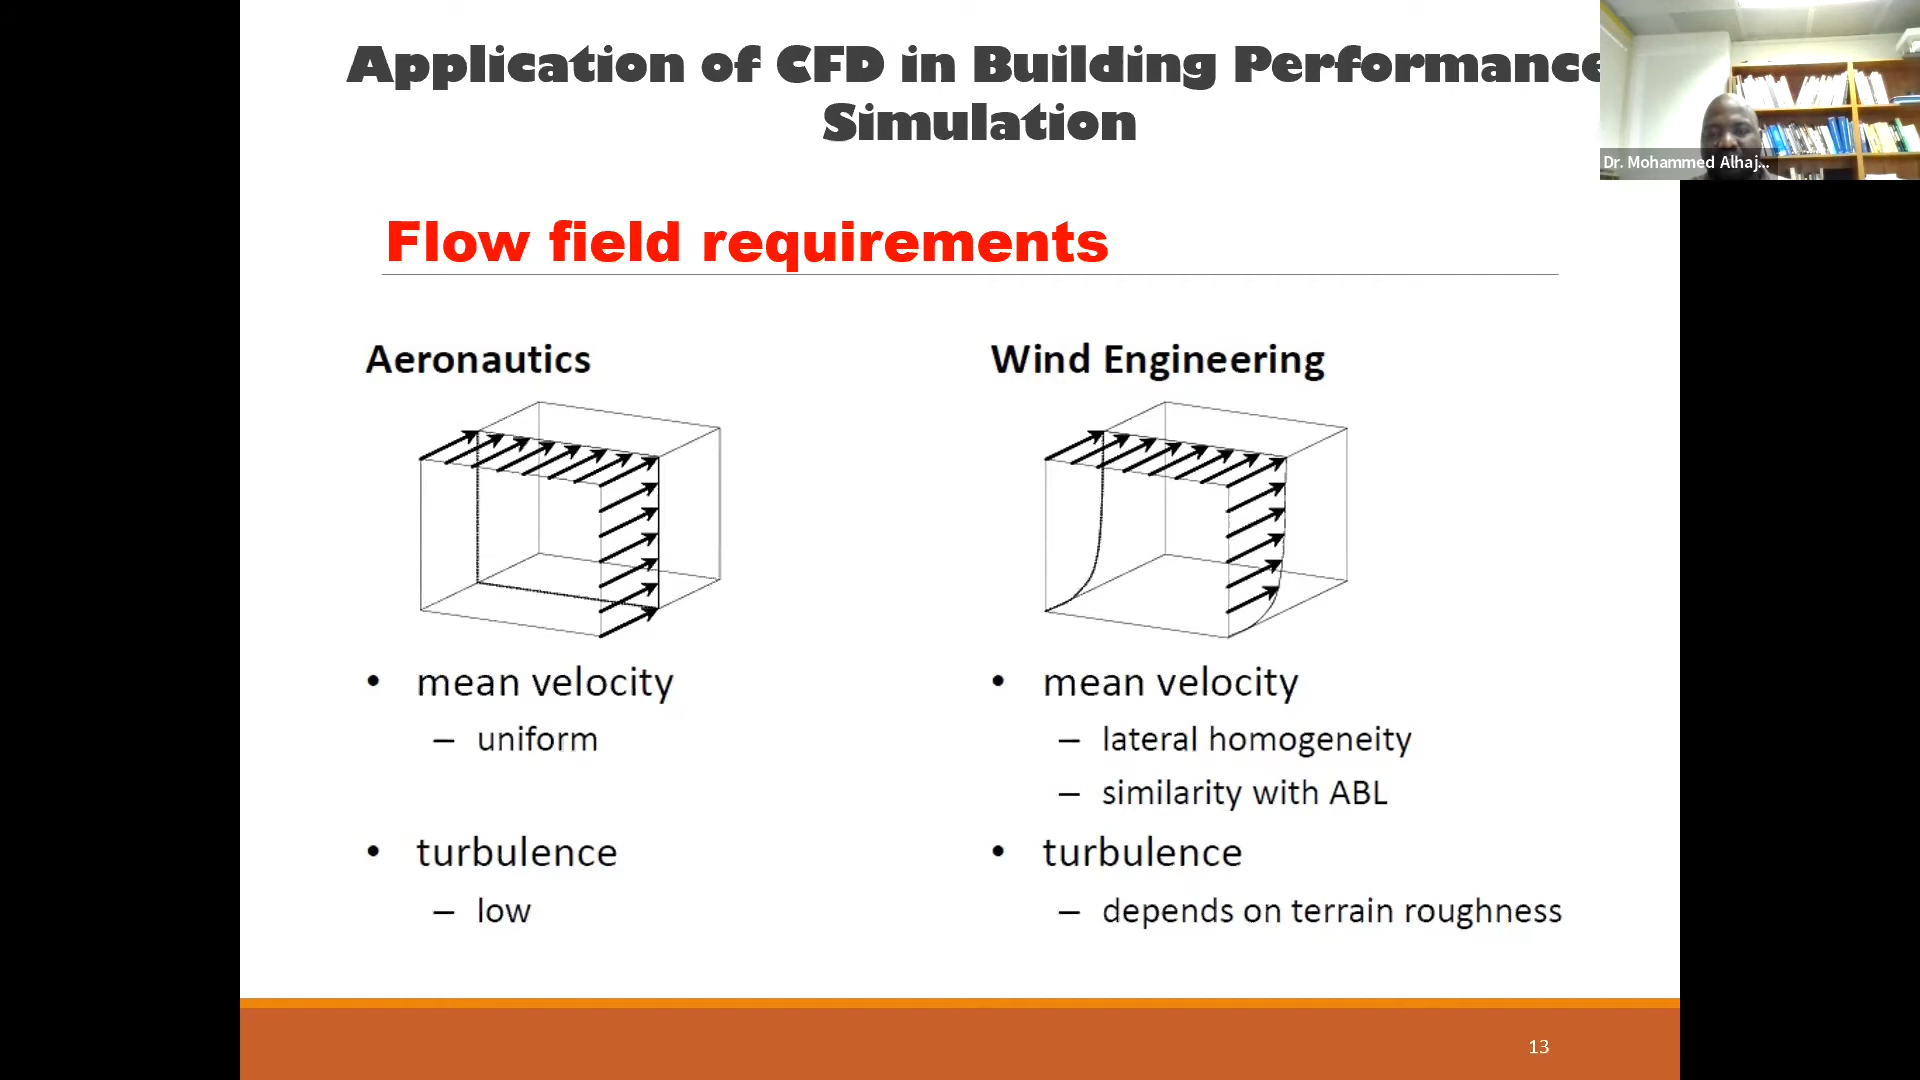 Application of CFD in Building Performance
Simulation
Dr. Mohammed Alhaj...
Flow field requirements
Aeronautics
• mean velocity
– uniform
• turbulence
– low
Wind Engineering
• mean velocity
– lateral homogeneity
– similarity with ABL
• turbulence
– depends on terrain roughness
13